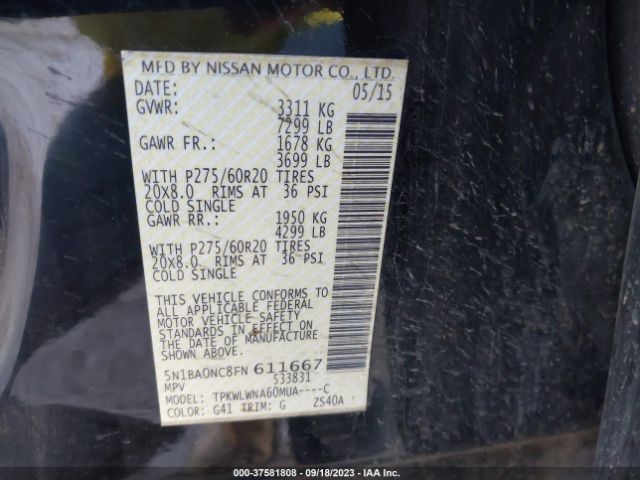 MFD BY NISSAN MOTOR CO., LTD.
DATE: 05/15
GVWR: 3311 KG
7299 LB
GAWR FR.: 1678 KG
3699 LB
WITH P275/60R20 TIRES
20X8.0 RIMS AT 36 PSI
COLD SINGLE
GAWR RR.: 1950 KG
4299 LB
WITH P275/60R20 TIRES
20X8.0 RIMS AT 36 PSI
COLD SINGLE
THIS VEHICLE CONFORMS TO
ALL APPLICABLE FEDERAL
MOTOR VEHICLE SAFETY
STANDARDS IN EFFECT ON
THE DATE OF MANUFACTURE
SHOWN ABOVE.
5N1BA0NC8FN 611667
MPV 533831
MODEL: TPKWLWNA60MUA----C
COLOR: G41 TRIM: G ZS40A
000-37581808 - 09/18/2023 - IAA Inc.